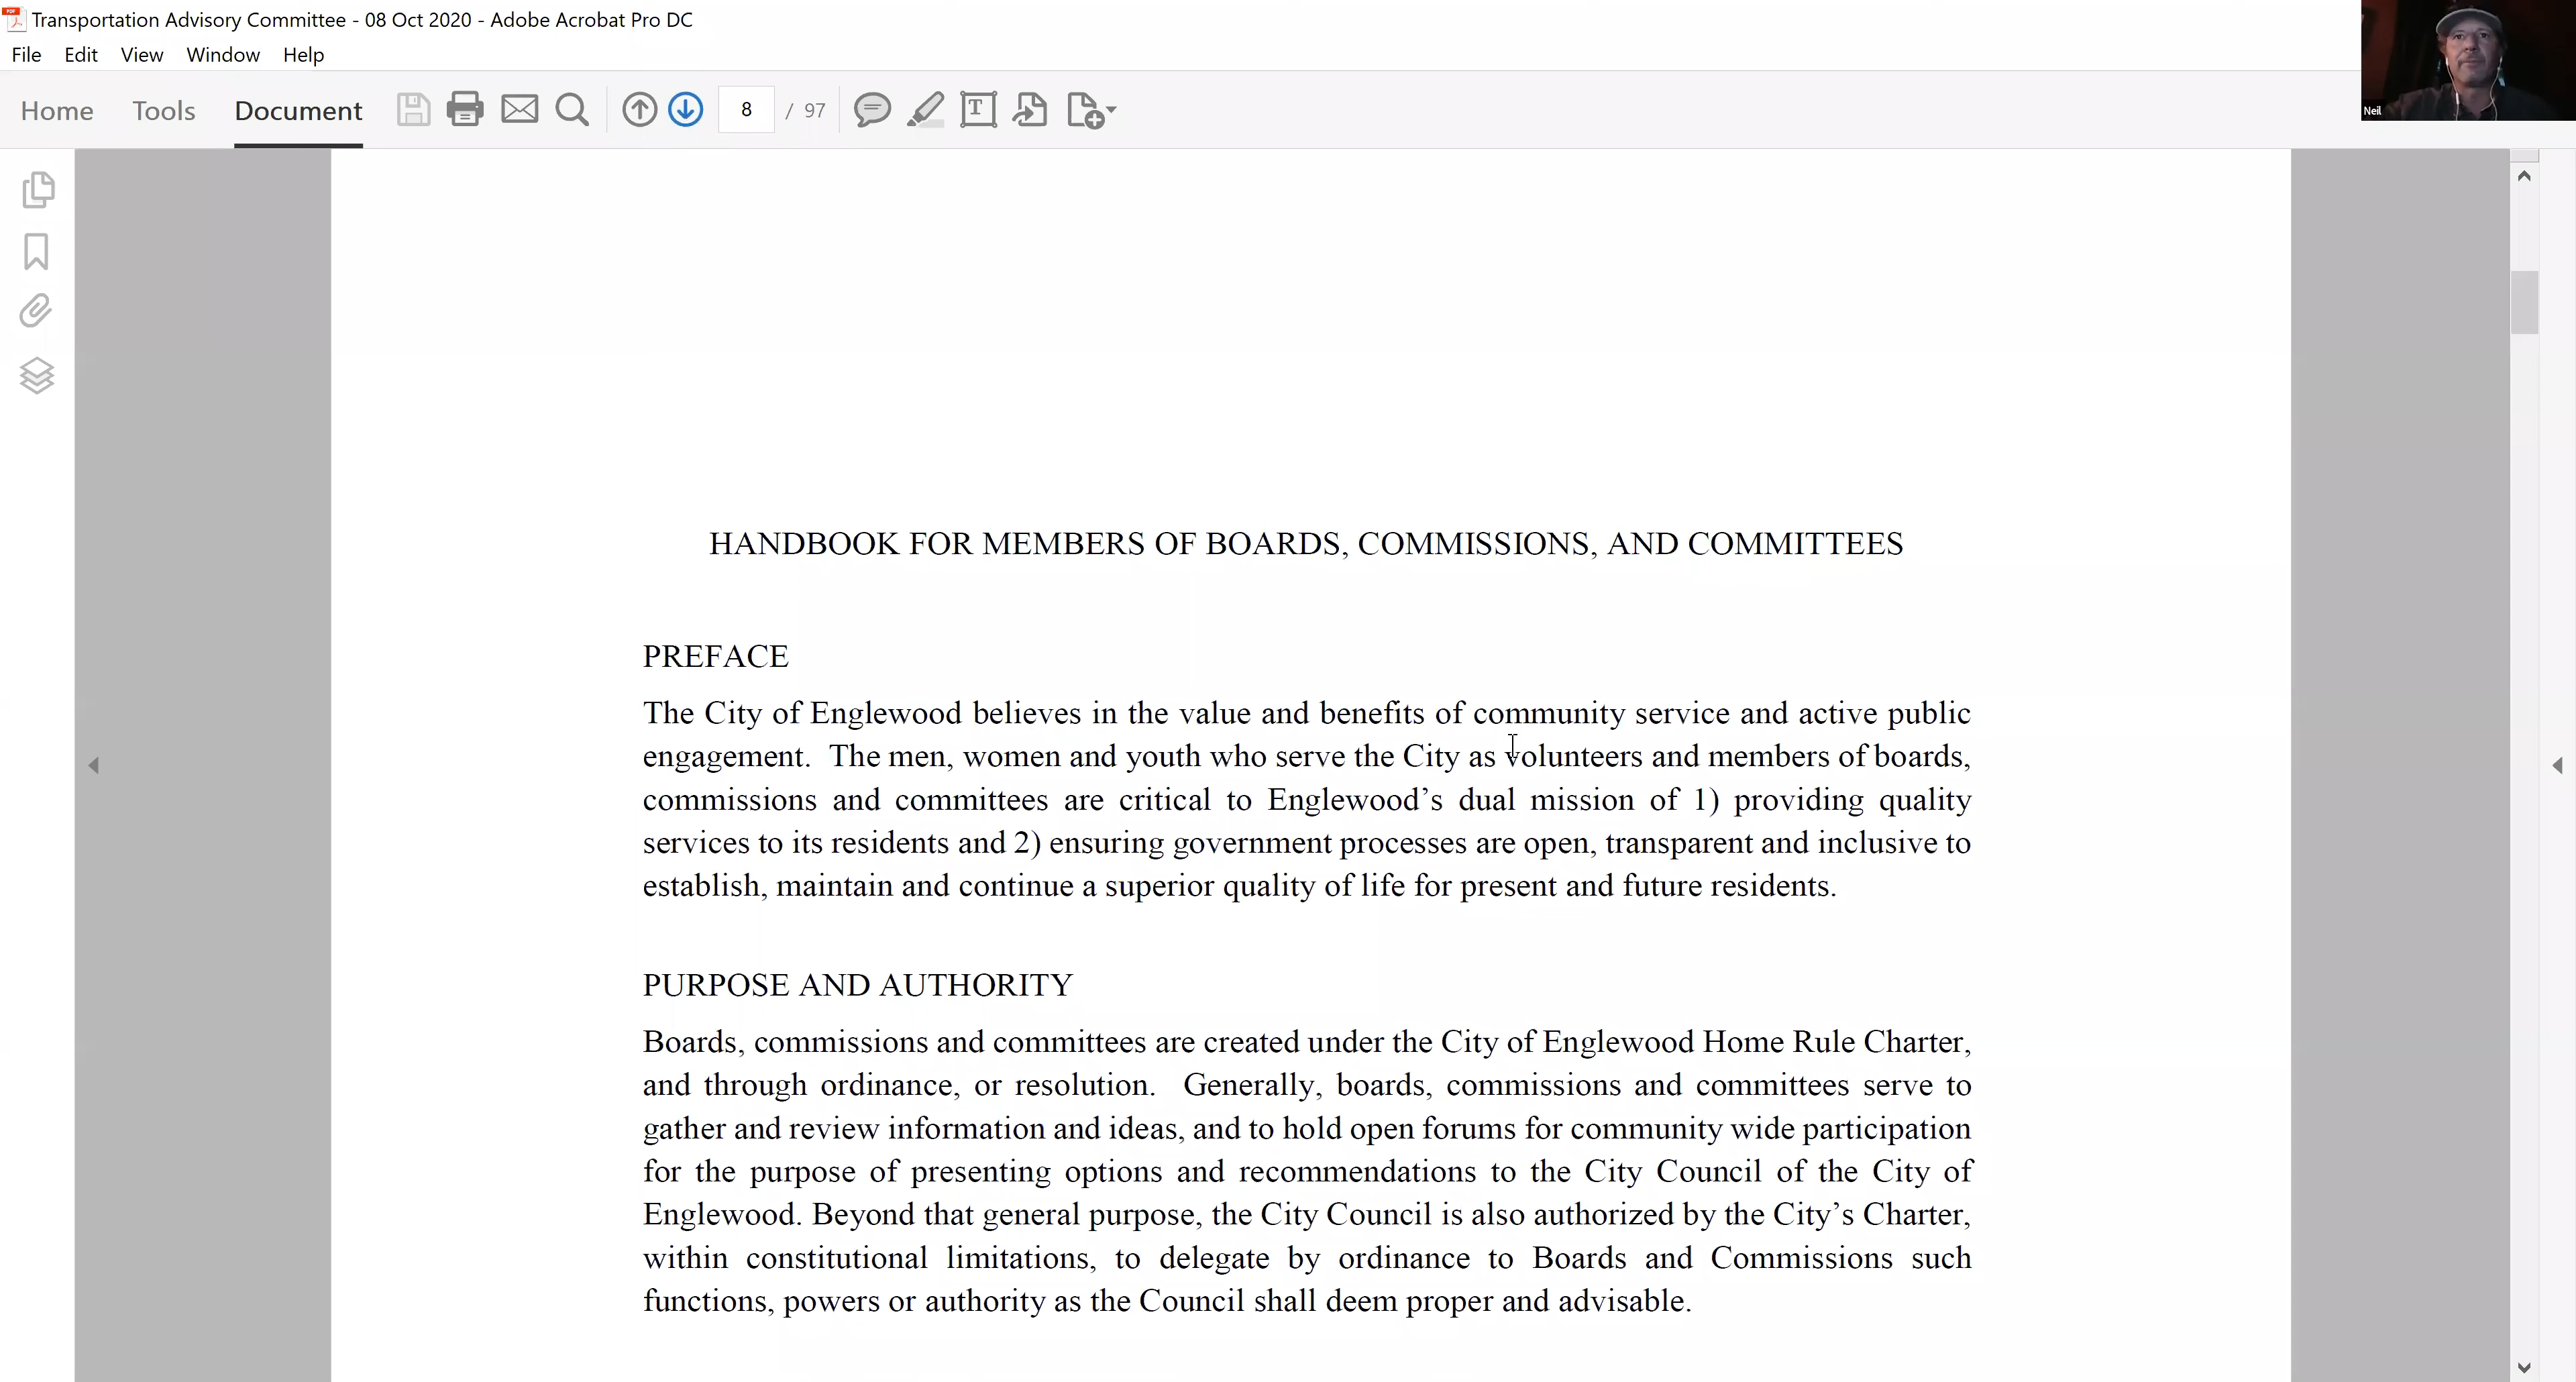 Transportation Advisory Committee - 08 Oct 2020 - Adobe Acrobat Pro DC
File Edit View Window Help
Home Tools Document 8 / 97
Neil
HANDBOOK FOR MEMBERS OF BOARDS, COMMISSIONS, AND COMMITTEES
PREFACE
The City of Englewood believes in the value and benefits of community service and active public
engagement. The men, women and youth who serve the City as volunteers and members of boards,
commissions and committees are critical to Englewood’s dual mission of 1) providing quality
services to its residents and 2) ensuring government processes are open, transparent and inclusive to
establish, maintain and continue a superior quality of life for present and future residents.
PURPOSE AND AUTHORITY
Boards, commissions and committees are created under the City of Englewood Home Rule Charter,
and through ordinance, or resolution. Generally, boards, commissions and committees serve to
gather and review information and ideas, and to hold open forums for community wide participation
for the purpose of presenting options and recommendations to the City Council of the City of
Englewood. Beyond that general purpose, the City Council is also authorized by the City’s Charter,
within constitutional limitations, to delegate by ordinance to Boards and Commissions such
functions, powers or authority as the Council shall deem proper and advisable.